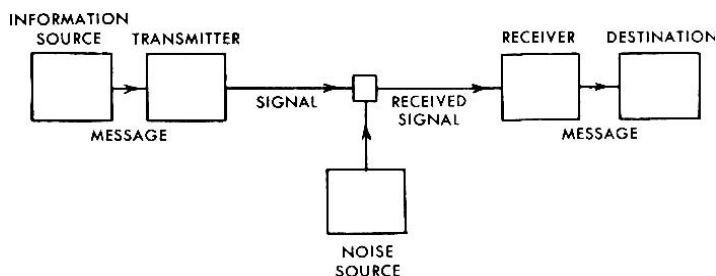 INFORMATION
SOURCE
TRANSMITTER
RECEIVER
DESTINATION
SIGNAL
RECEIVED
SIGNAL
MESSAGE
MESSAGE
NOISE
SOURCE